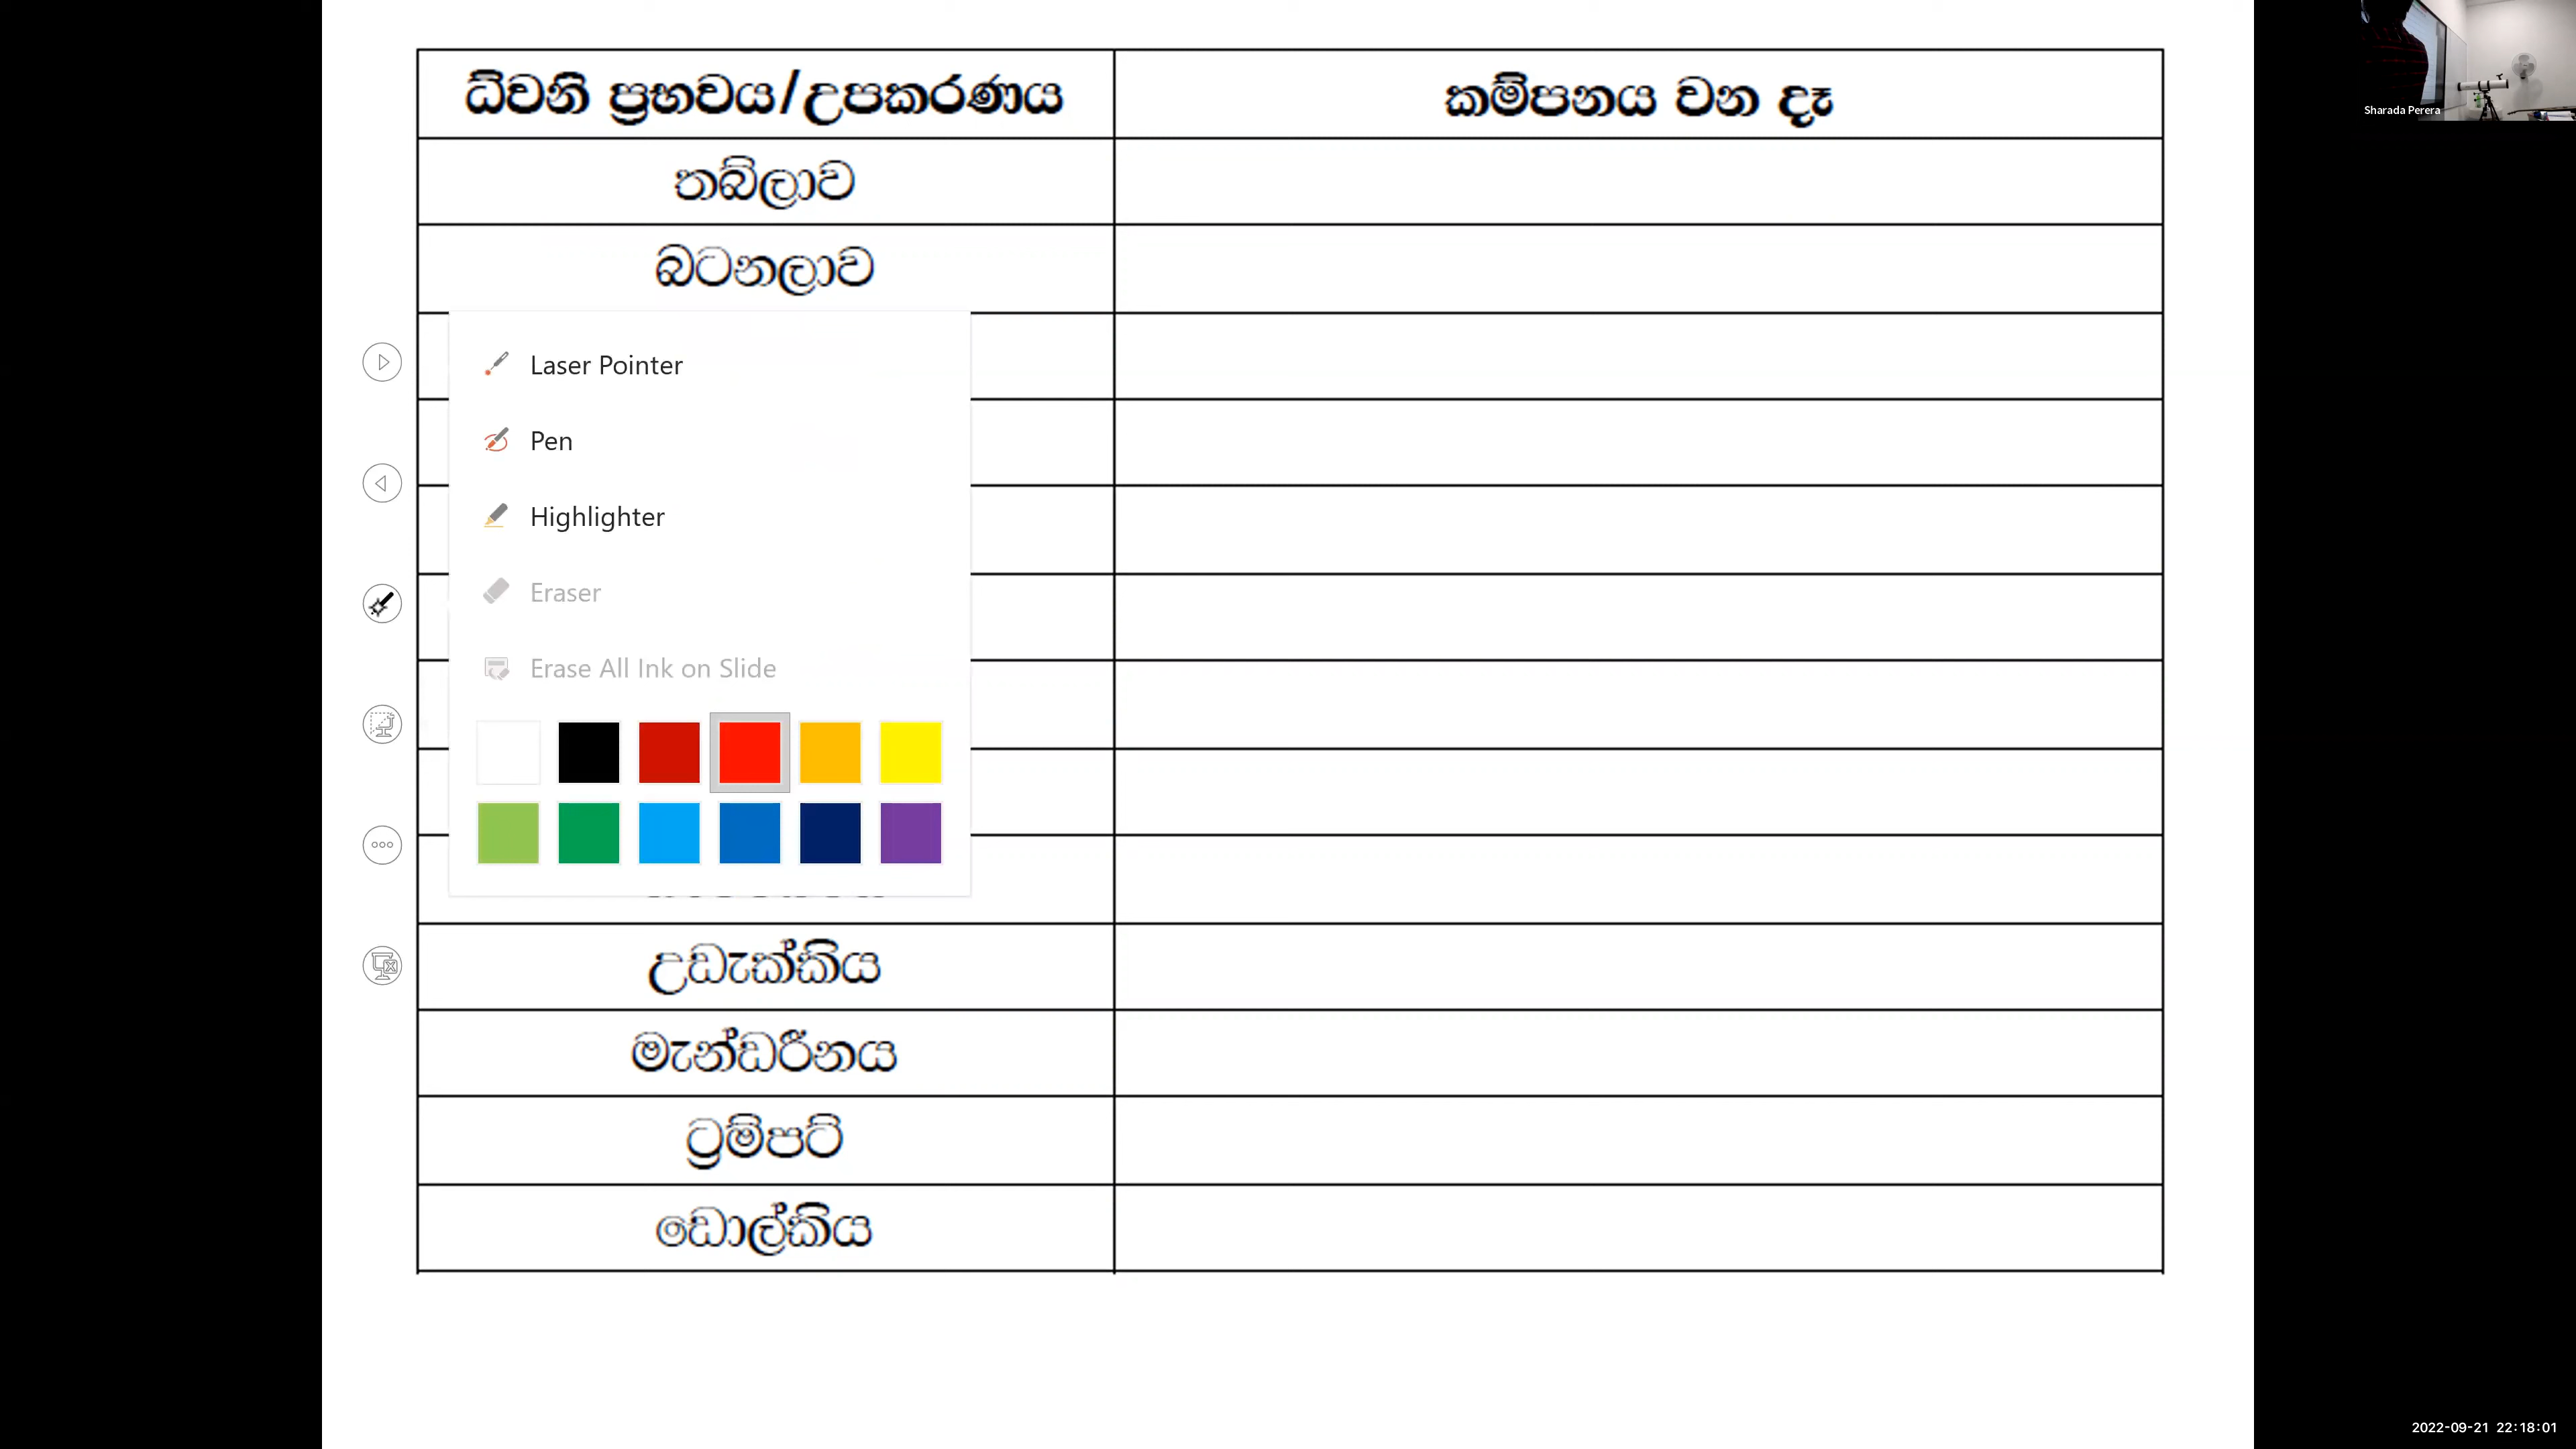 ධ්වනි ප්‍රභවය/උපකරණය
කම්පනය වන දෑ
තබ්ලාව
බටනලාව
Laser Pointer
Pen
Highlighter
Eraser
Erase All Ink on Slide
උඩැක්කිය
මැන්ඩරීනය
ට්‍රම්පට්
ඩොල්කිය
Sharada Perera
2022-09-21 22:18:01